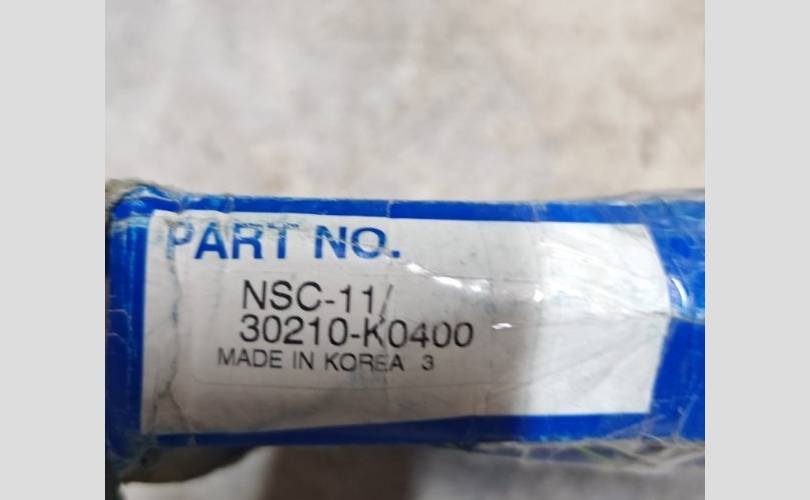 PART NO.
NSC-11/
30210-K0400
MADE IN KOREA 3